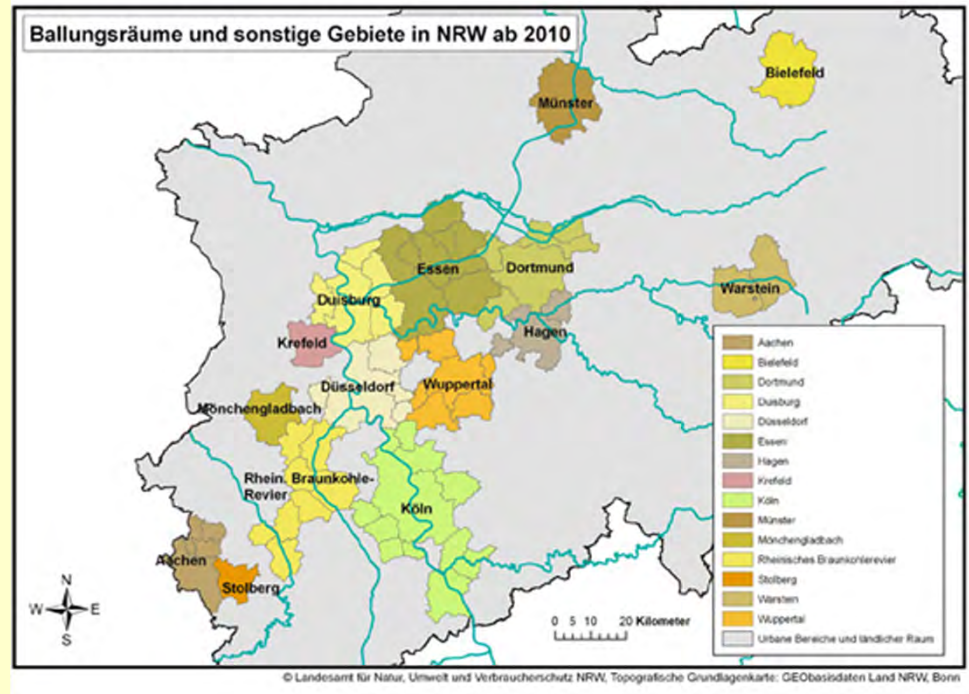 Ballungsräume und sonstige Gebiete in NRW ab 2010
Bielefeld
Münster
Essen
Dortmund
Duisburg
Warstein
Hagen
Krefeld
Düsseldorf
Wuppertal
Mönchengladbach
Rhein. Braunkohle-
Revier
Köln
Aachen
Stolberg
N
W E
S
0 5 10 20 Kilometer
Aachen
Bielefeld
Dortmund
Duisburg
Düsseldorf
Essen
Hagen
Krefeld
Köln
Münster
Mönchengladbach
Rheinisches Braunkohlerevier
Stolberg
Warstein
Wuppertal
Urbane Bereiche und ländlicher Raum
© Landesamt für Natur, Umwelt und Verbraucherschutz NRW, Topografische Grundlagenkarte: GEObasisdaten Land NRW, Bonn